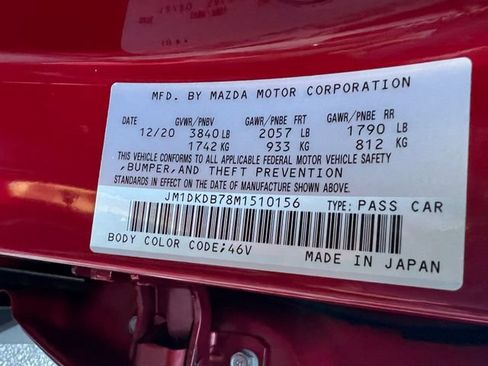 MFD. BY MAZDA MOTOR CORPORATION
DATE GVWR/PNBV GAWR/PNBE FRT GAWR/PNBE RR
12/20 3840 LB 2057 LB 1790 LB
1742 KG 933 KG 812 KG
THIS VEHICLE CONFORMS TO ALL APPLICABLE FEDERAL MOTOR VEHICLE SAFETY
,BUMPER,AND THEFT PREVENTION
STANDARDS IN EFFECT ON THE DATE OF MANUFACTURE SHOWN ABOVE.
JM1DKDB78M1510156 TYPE: PASS CAR
BODY COLOR CODE;46V MADE IN JAPAN